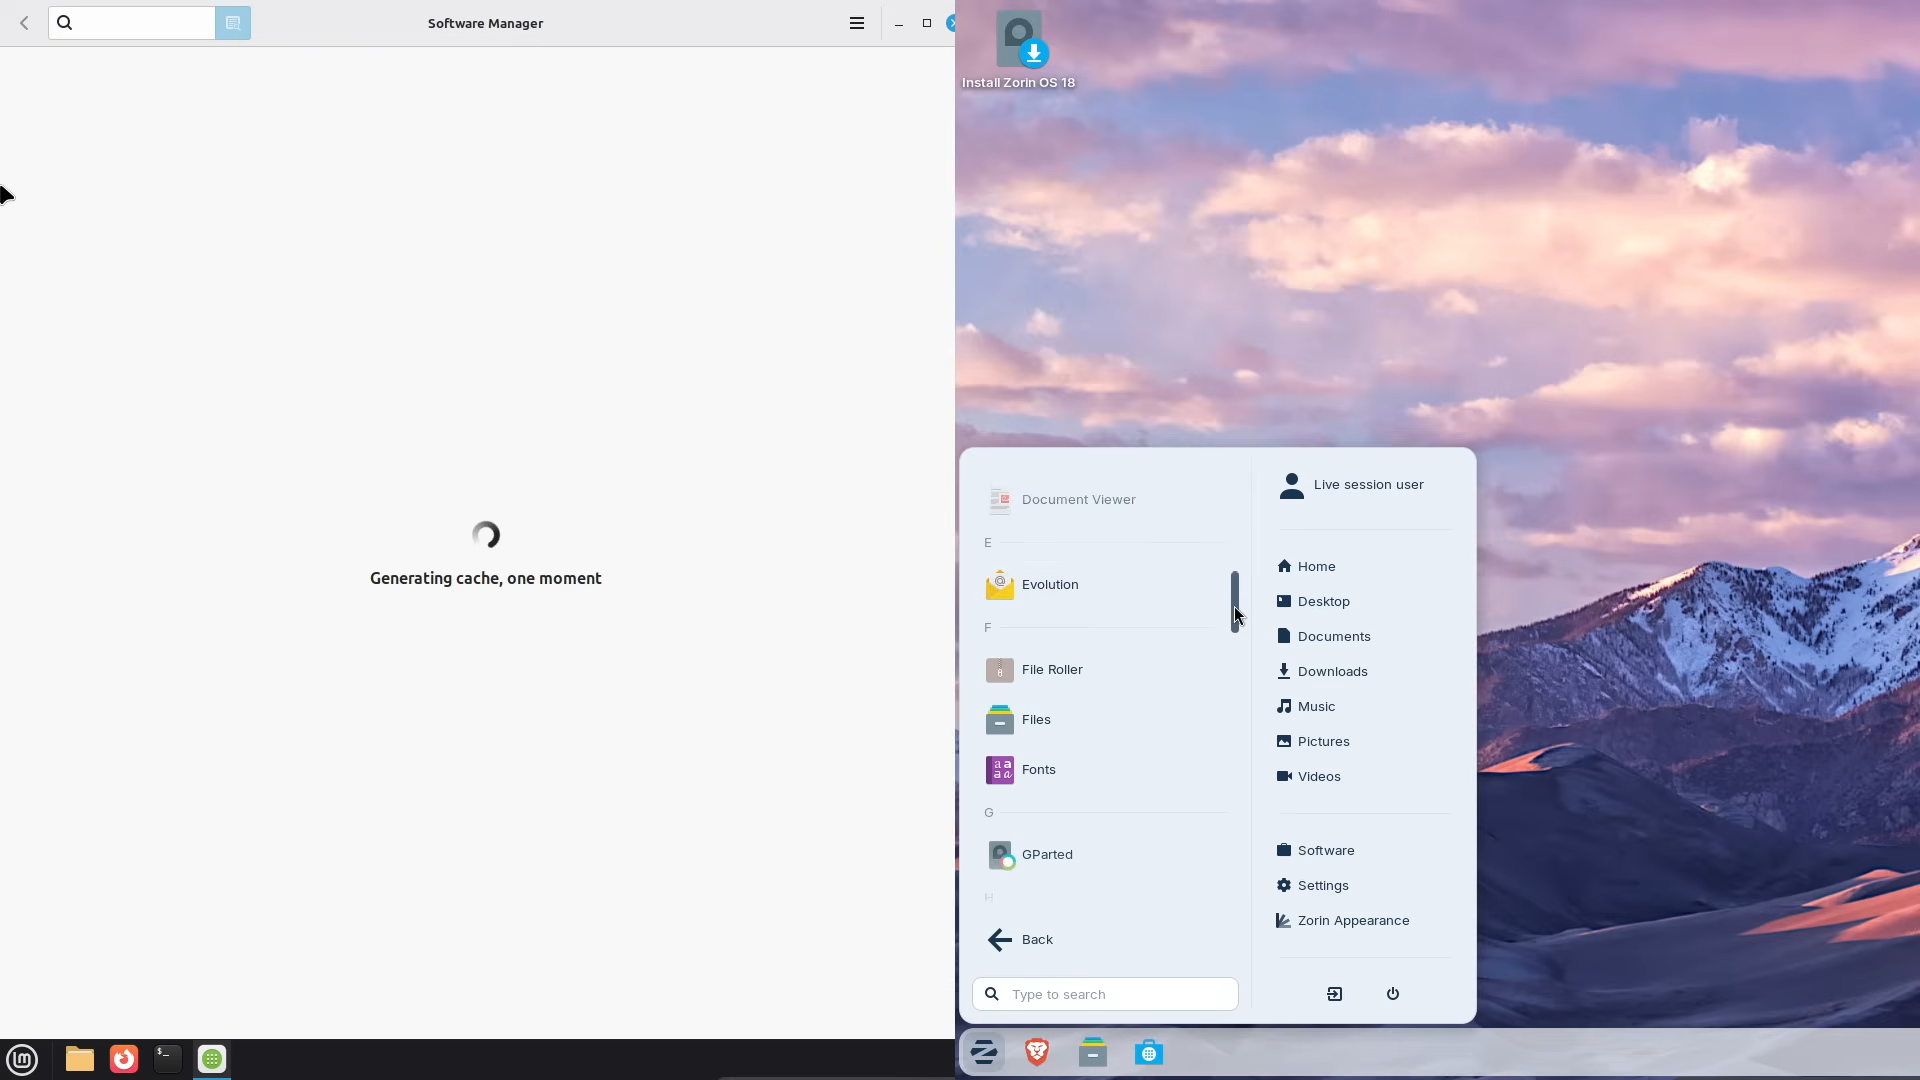 Software Manager
Generating cache, one moment
Install Zorin OS 18
Document Viewer
E
Evolution
F
File Roller
Files
Fonts
G
GParted
H
Back
Type to search
Live session user
Home
Desktop
Documents
Downloads
Music
Pictures
Videos
Software
Settings
Zorin Appearance